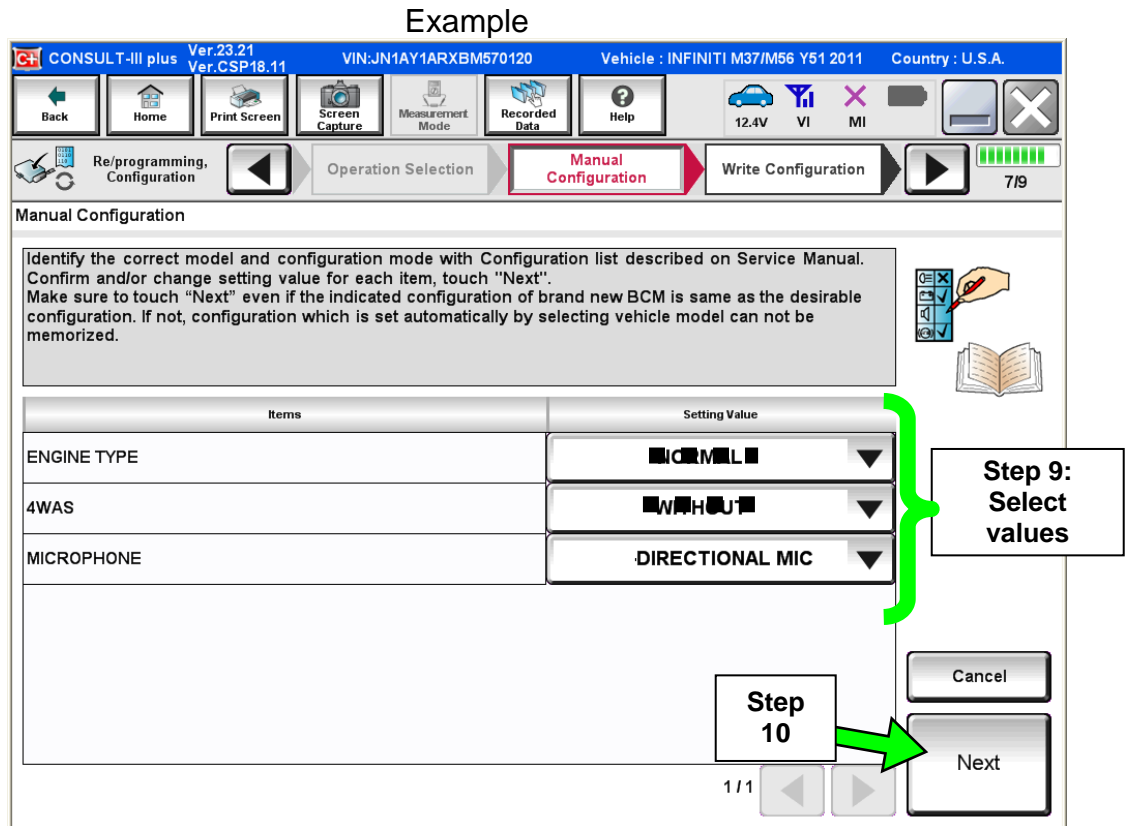 Example
CONSULT-III plus
Ver.23.21
Ver.CSP18.11
VIN:JN1AY1ARXBM570120
Vehicle : INFINITI M37/M56 Y51 2011
Country : U.S.A.
Back
Home
Print Screen
Screen
Capture
Measurement
Mode
Recorded
Data
Help
12.4V
VI
MI
Re/programming,
Configuration
Operation Selection
Manual
Configuration
Write Configuration
7/9
Manual Configuration
Identify the correct model and configuration mode with Configuration list described on Service Manual.
Confirm and/or change setting value for each item, touch "Next".
Make sure to touch “Next” even if the indicated configuration of brand new BCM is same as the desirable
configuration. If not, configuration which is set automatically by selecting vehicle model can not be
memorized.
Items
Setting Value
ENGINE TYPE
4WAS
MICROPHONE
DIRECTIONAL MIC
Step 9:
Select
values
Cancel
Step
10
Next
1/1